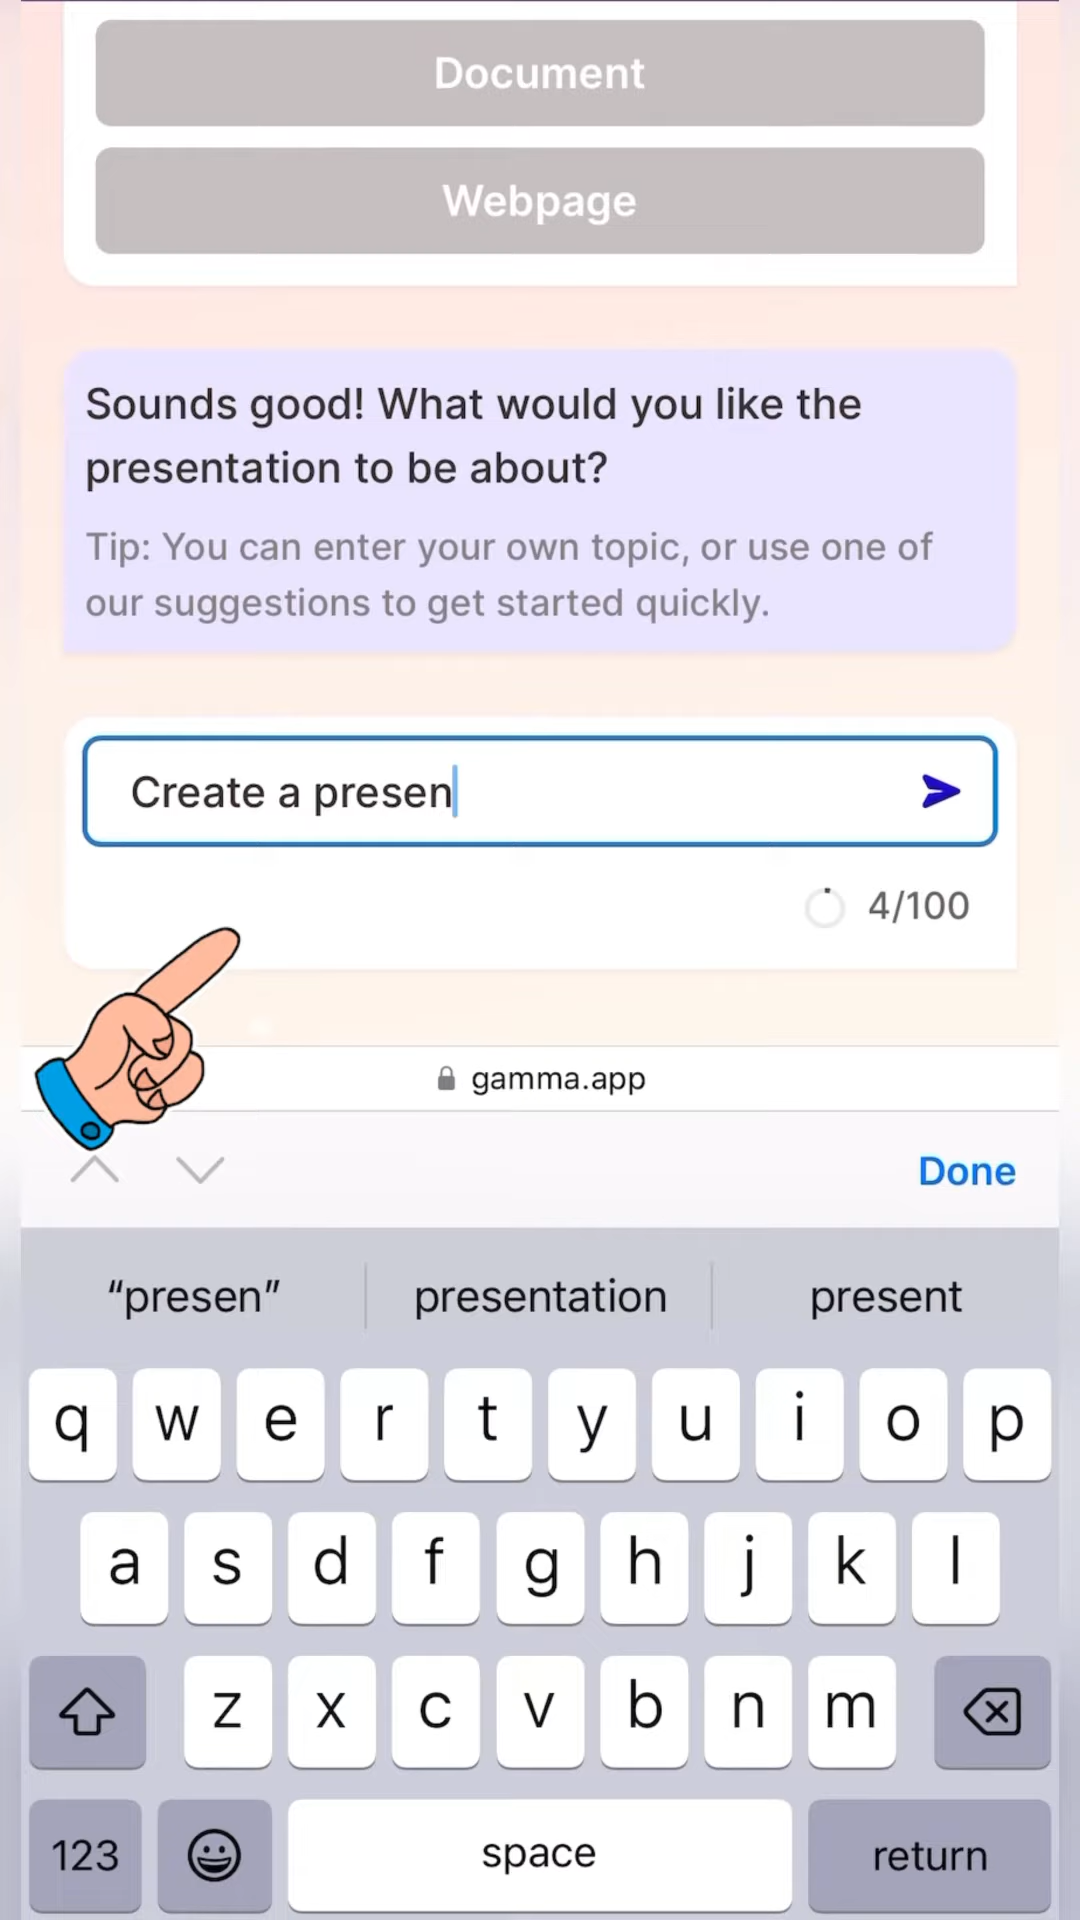 Document
Webpage
Sounds good! What would you like the
presentation to be about?
Tip: You can enter your own topic, or use one of
our suggestions to get started quickly.
Create a presen
4/100
gamma.app
Done
“presen” presentation present
q w e r t y u i o p
a s d f g h j k l
z x c v b n m
123 space return